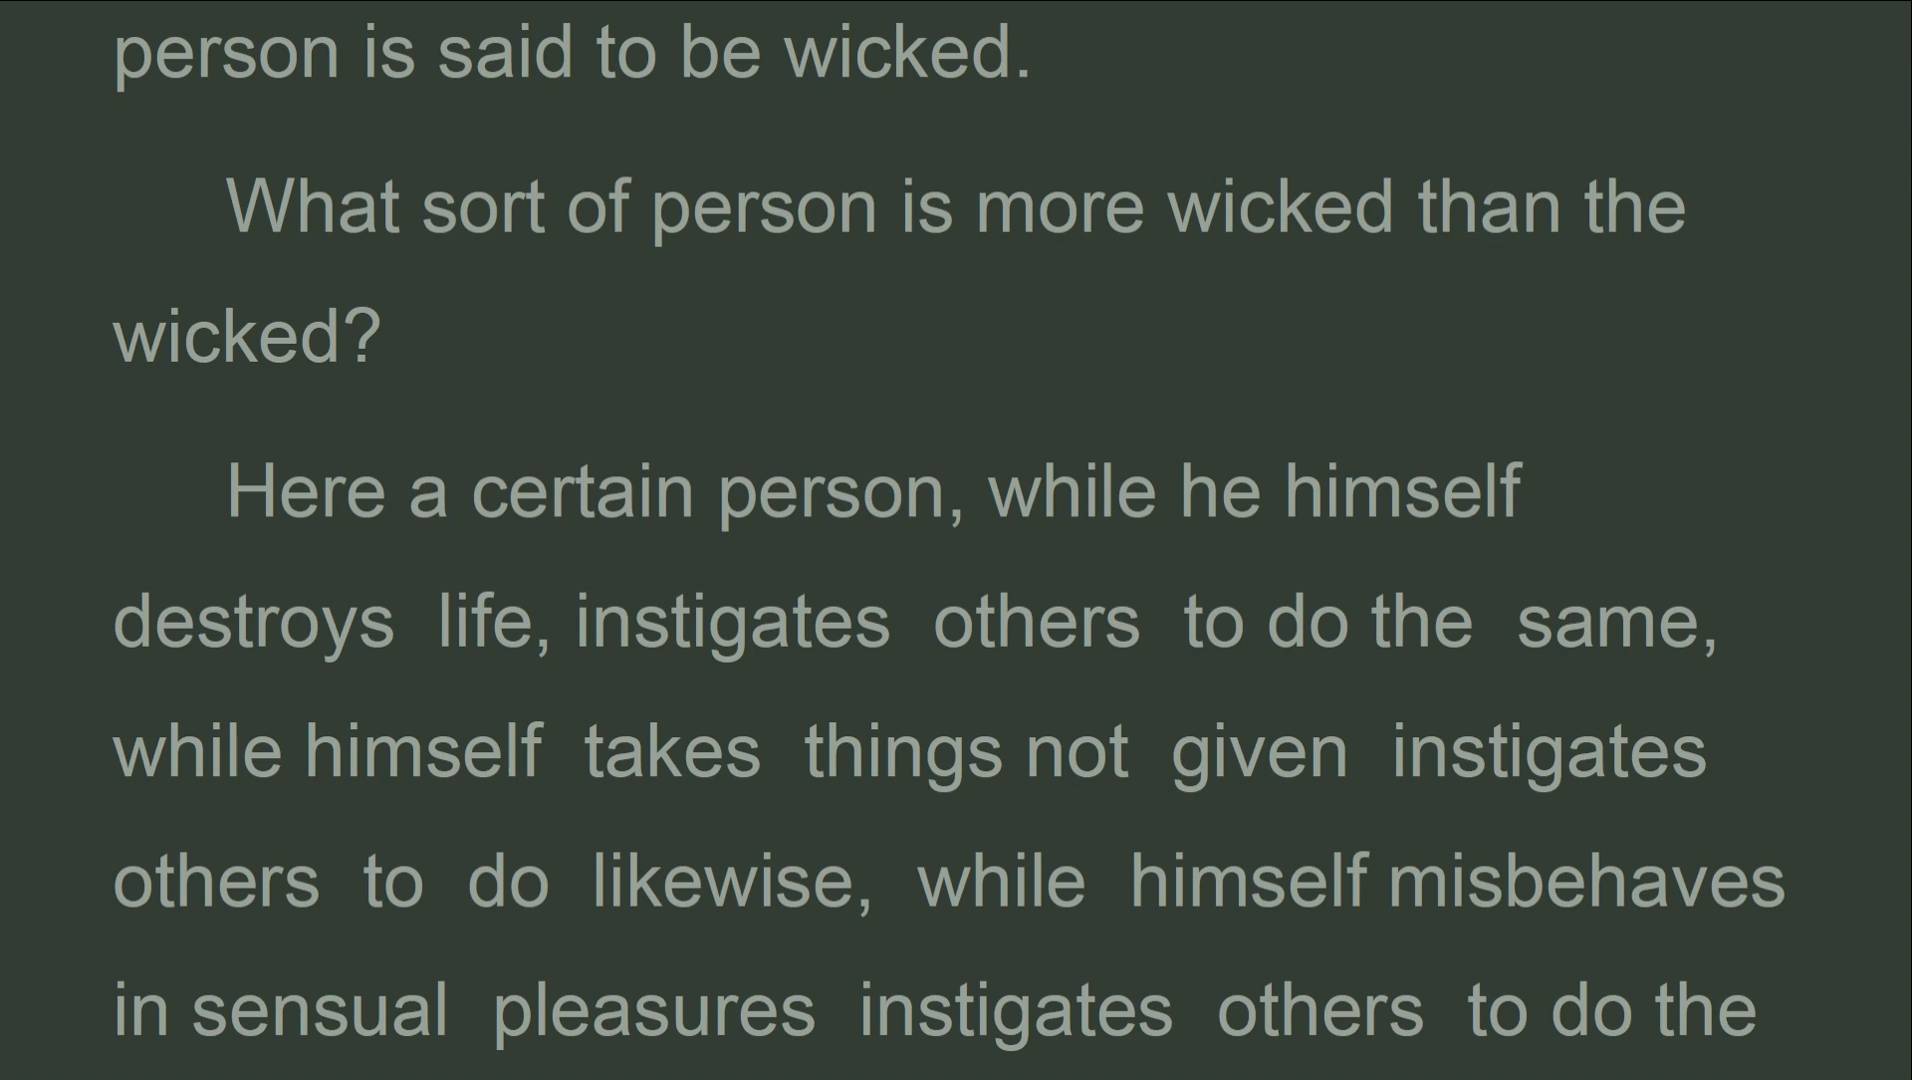 person is said to be wicked.
What sort of person is more wicked than the
wicked?
Here a certain person, while he himself
destroys life, instigates others to do the same,
while himself takes things not given instigates
others to do likewise, while himself misbehaves
in sensual pleasures instigates others to do the